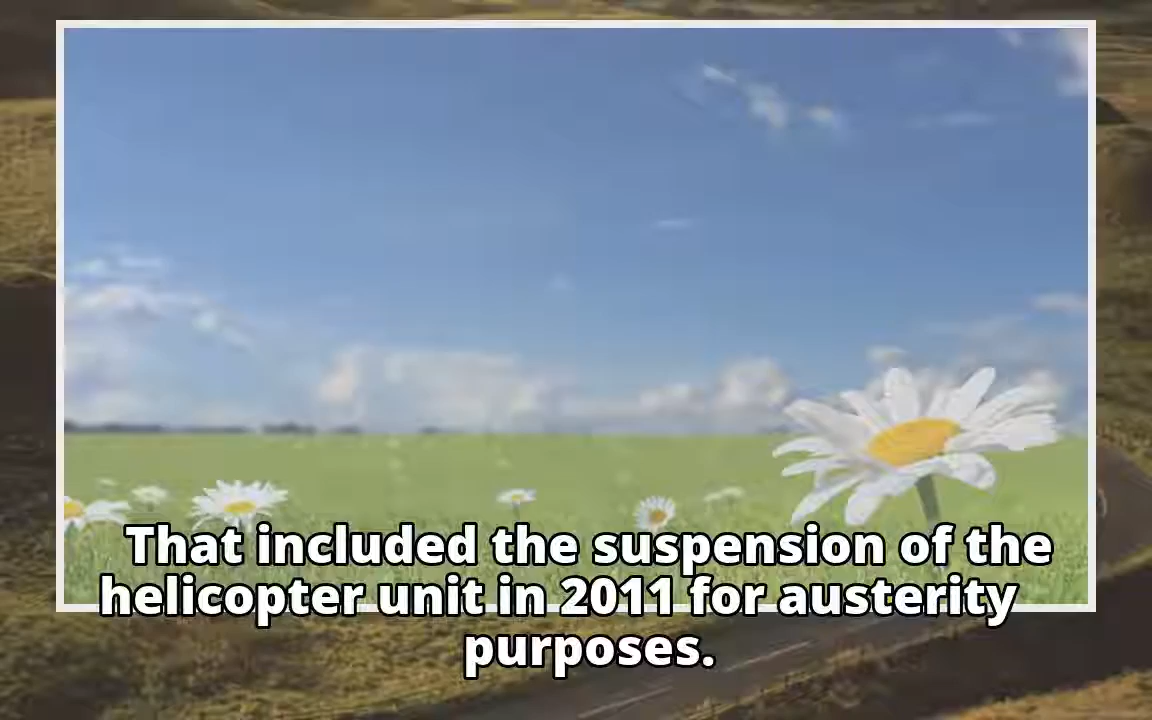 That included the suspension of the
helicopter unit in 2011 for austerity
purposes.